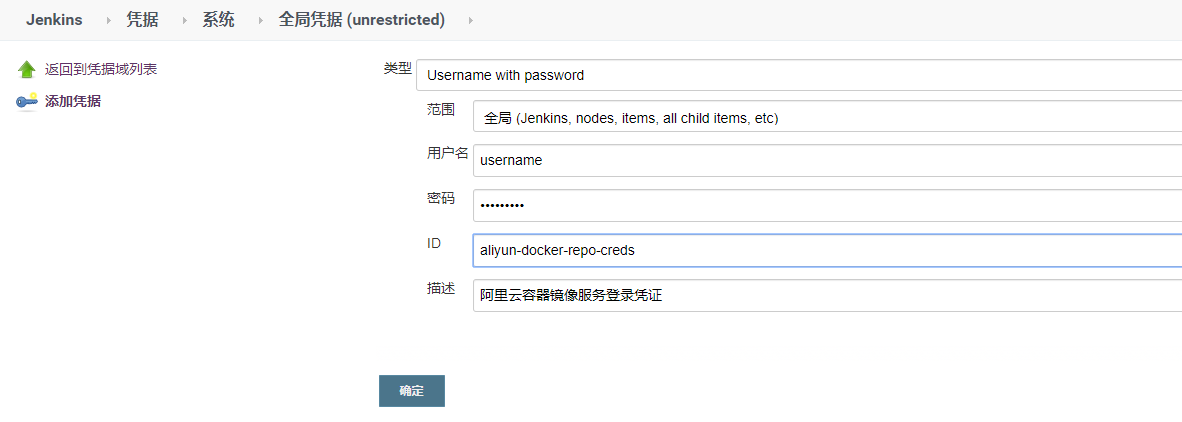 Jenkins 凭据 系统 全局凭据 (unrestricted)
返回到凭据域列表
添加凭据
类型 Username with password
范围 全局 (Jenkins, nodes, items, all child items, etc)
用户名 username
密码 •••••••••
ID aliyun-docker-repo-creds
描述 阿里云容器镜像服务登录凭证
确定